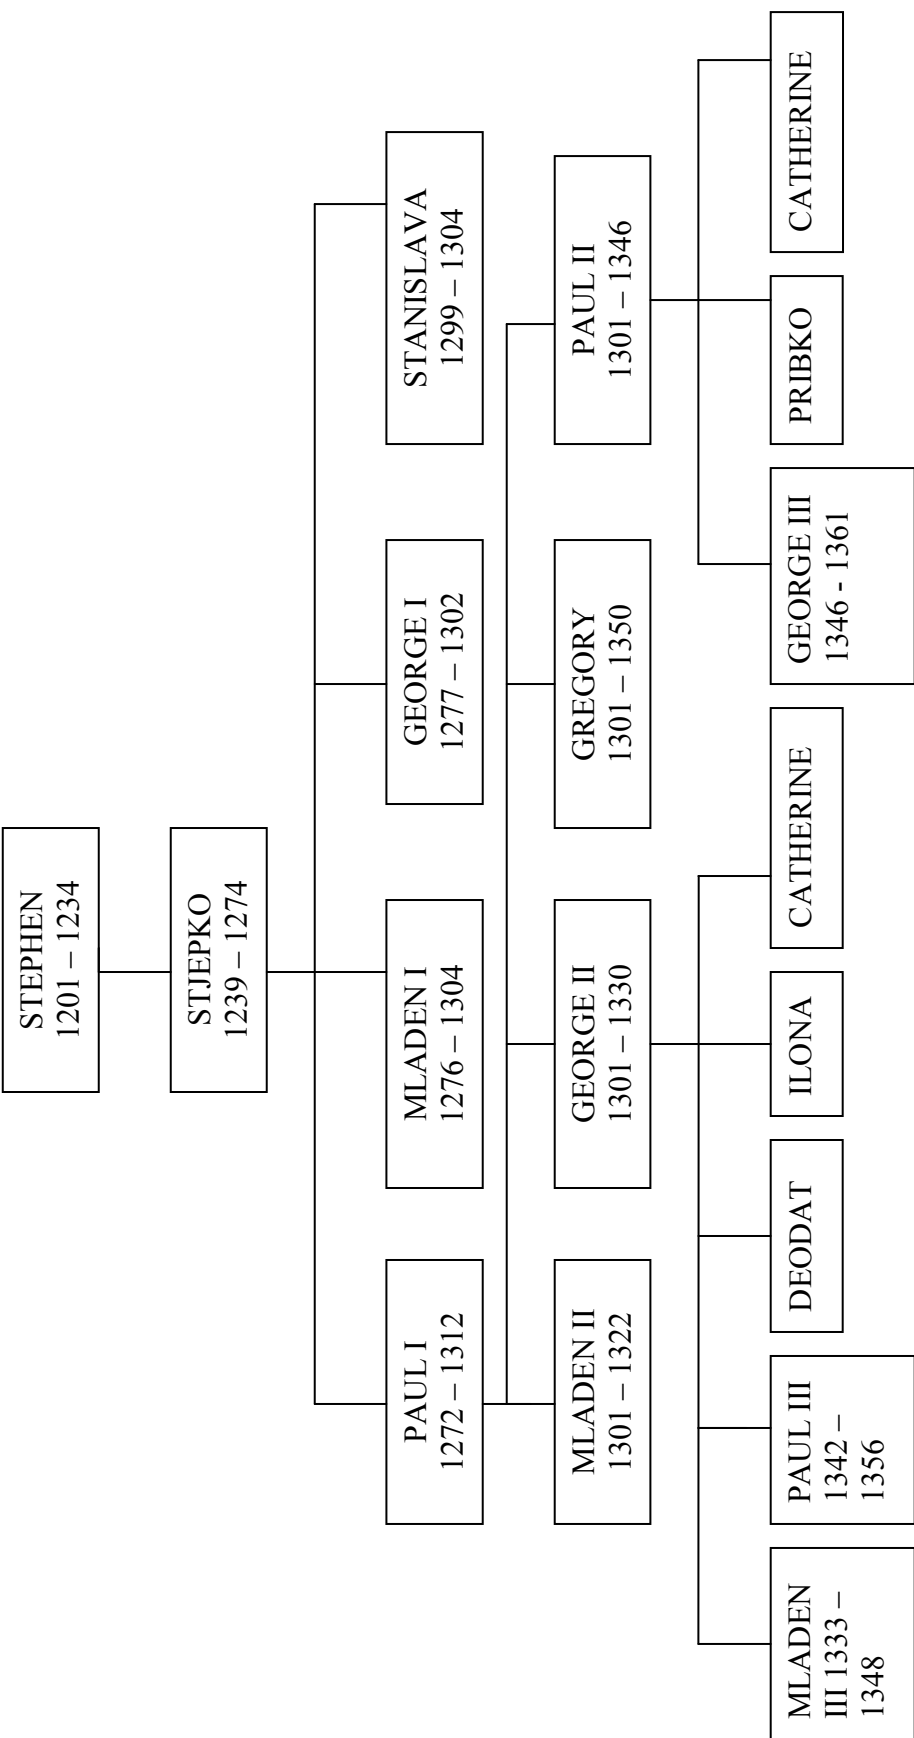 STEPHEN
1201 – 1234
STJEPKO
1239 – 1274
PAUL I
1272 – 1312
MLADEN I
1276 – 1304
GEORGE I
1277 – 1302
STANISLAVA
1299 – 1304
MLADEN II
1301 – 1322
GEORGE II
1301 – 1330
GREGORY
1301 – 1350
PAUL II
1301 – 1346
MLADEN
III 1333 –
1348
PAUL III
1342 –
1356
DEODAT
ILONA
CATHERINE
GEORGE III
1346 - 1361
PRIBKO
CATHERINE